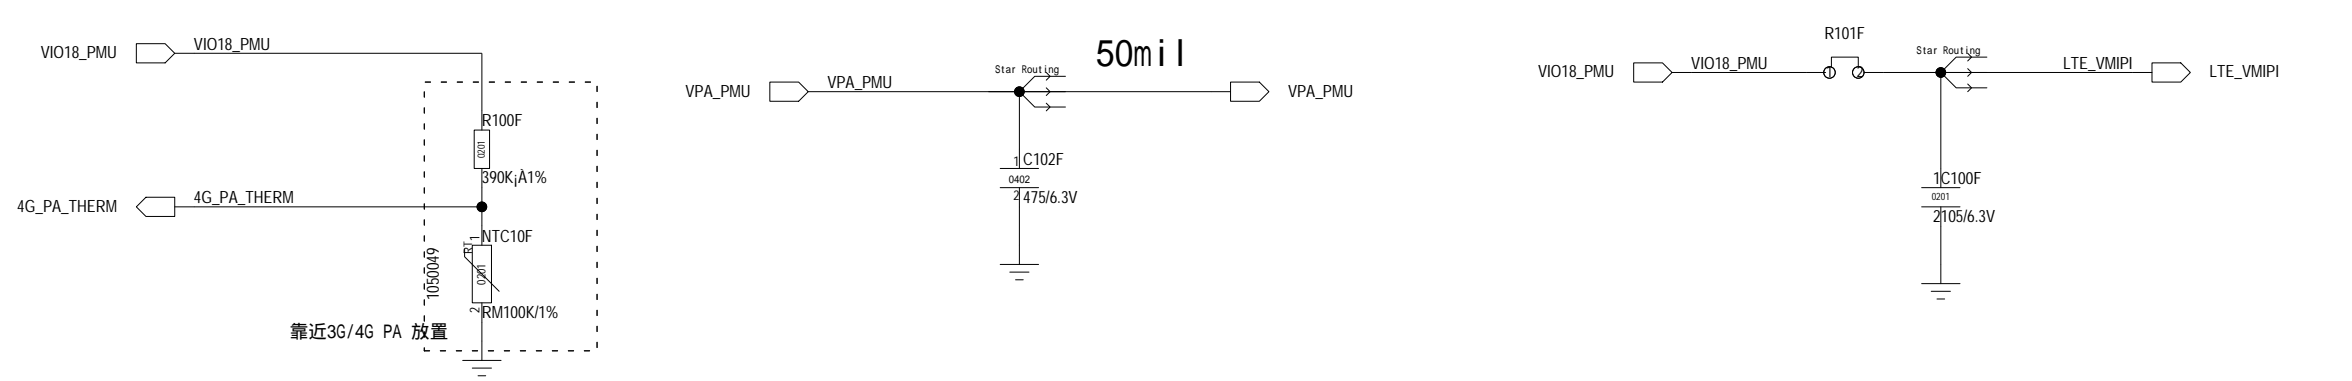 VIO18_PMU
VIO18_PMU
R100F
0201
390K¡À1%
4G_PA_THERM
4G_PA_THERM
NTC10F
1
RT
0201
1050049
2
RM100K/1%
靠近3G/4G PA 放置
50mil
Star Routing
VPA_PMU
VPA_PMU
VPA_PMU
1
C102F
0402
2
475/6.3V
R101F
Star Routing
VIO18_PMU
VIO18_PMU
1
2
LTE_VMIPI
LTE_VMIPI
1
C100F
0201
2
105/6.3V